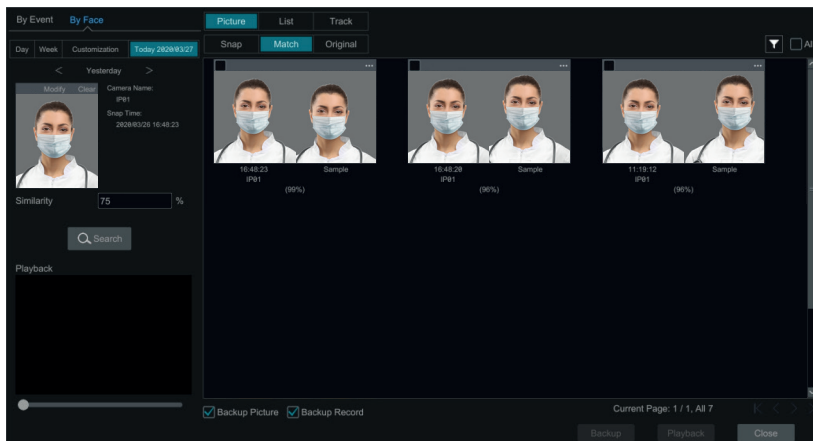 By Event By Face
Picture List Track
Day Week Customization Today 2020/03/27
Snap Match Original
Al
< Yesterday >
Modify Clear
Camera Name:
IP01
Snap Time:
2020/03/26 16:48:23
16:48:23 Sample
IP01
(99%)
16:48:20 Sample
IP01
(96%)
11:19:12 Sample
IP01
(96%)
Similarity 75 %
Search
Playback
Backup Picture Backup Record
Current Page: 1 / 1, All 7
Backup Playback Close